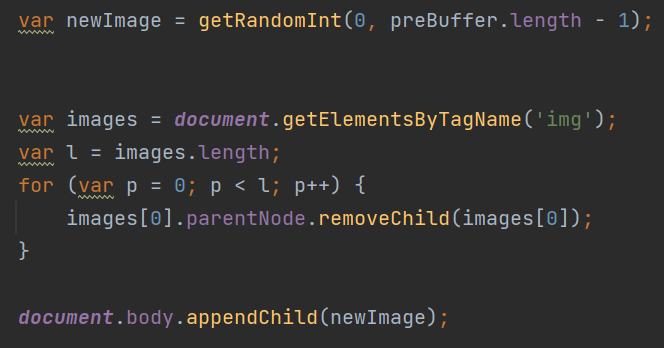 var newImage = getRandomInt(0, preBuffer.length - 1);
var images = document.getElementsByTagName('img');
var l = images.length;
for (var p = 0; p < l; p++) {
images[0].parentNode.removeChild(images[0]);
}
document.body.appendChild(newImage);